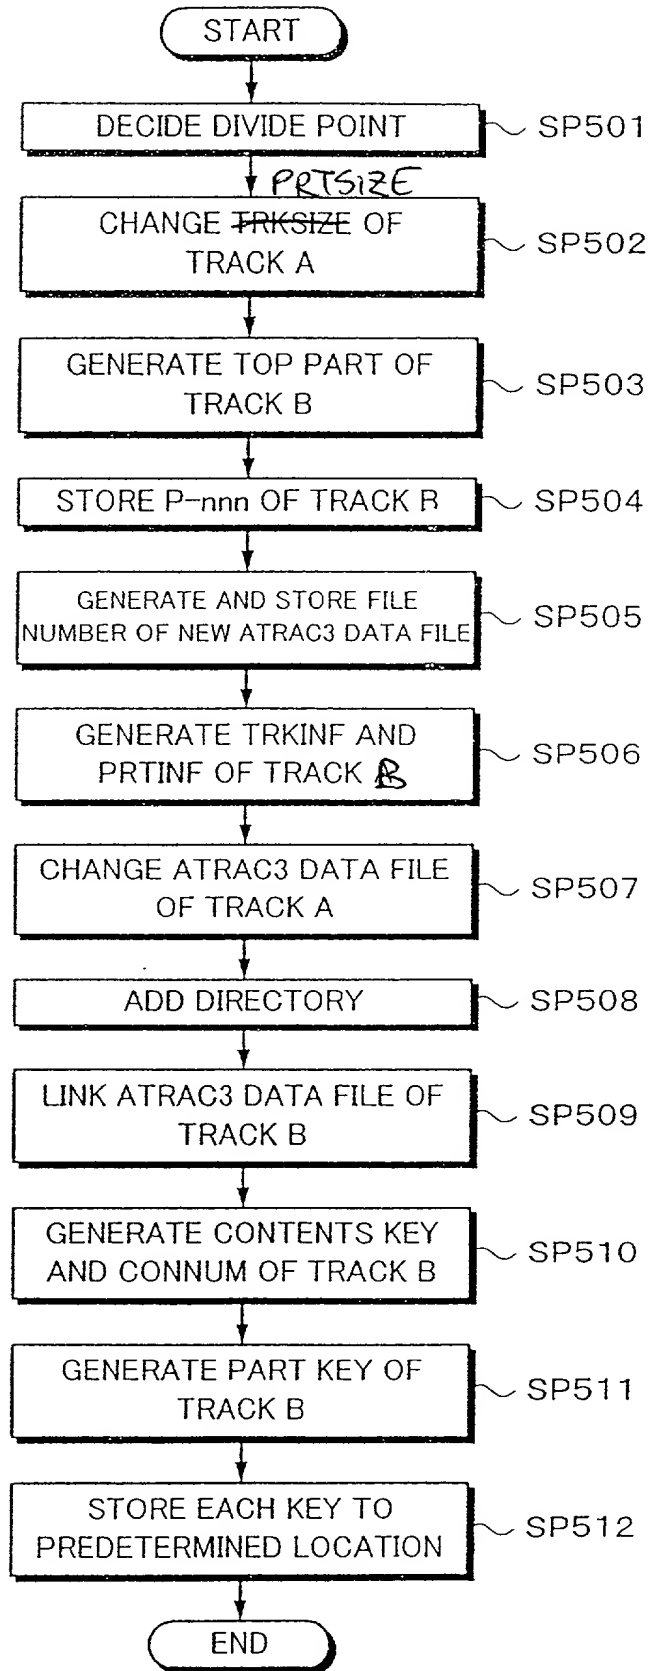 START
DECIDE DIVIDE POINT
SP501
PRTSIZE
CHANGE TRKSIZE OF
TRACK A
SP502
GENERATE TOP PART OF
TRACK B
SP503
STORE P-nnn OF TRACK B
SP504
GENERATE AND STORE FILE
NUMBER OF NEW ATRAC3 DATA FILE
SP505
GENERATE TRKINF AND
PRTINF OF TRACK B
SP506
CHANGE ATRAC3 DATA FILE
OF TRACK A
SP507
ADD DIRECTORY
SP508
LINK ATRAC3 DATA FILE OF
TRACK B
SP509
GENERATE CONTENTS KEY
AND CONNUM OF TRACK B
SP510
GENERATE PART KEY OF
TRACK B
SP511
STORE EACH KEY TO
PREDETERMINED LOCATION
SP512
END